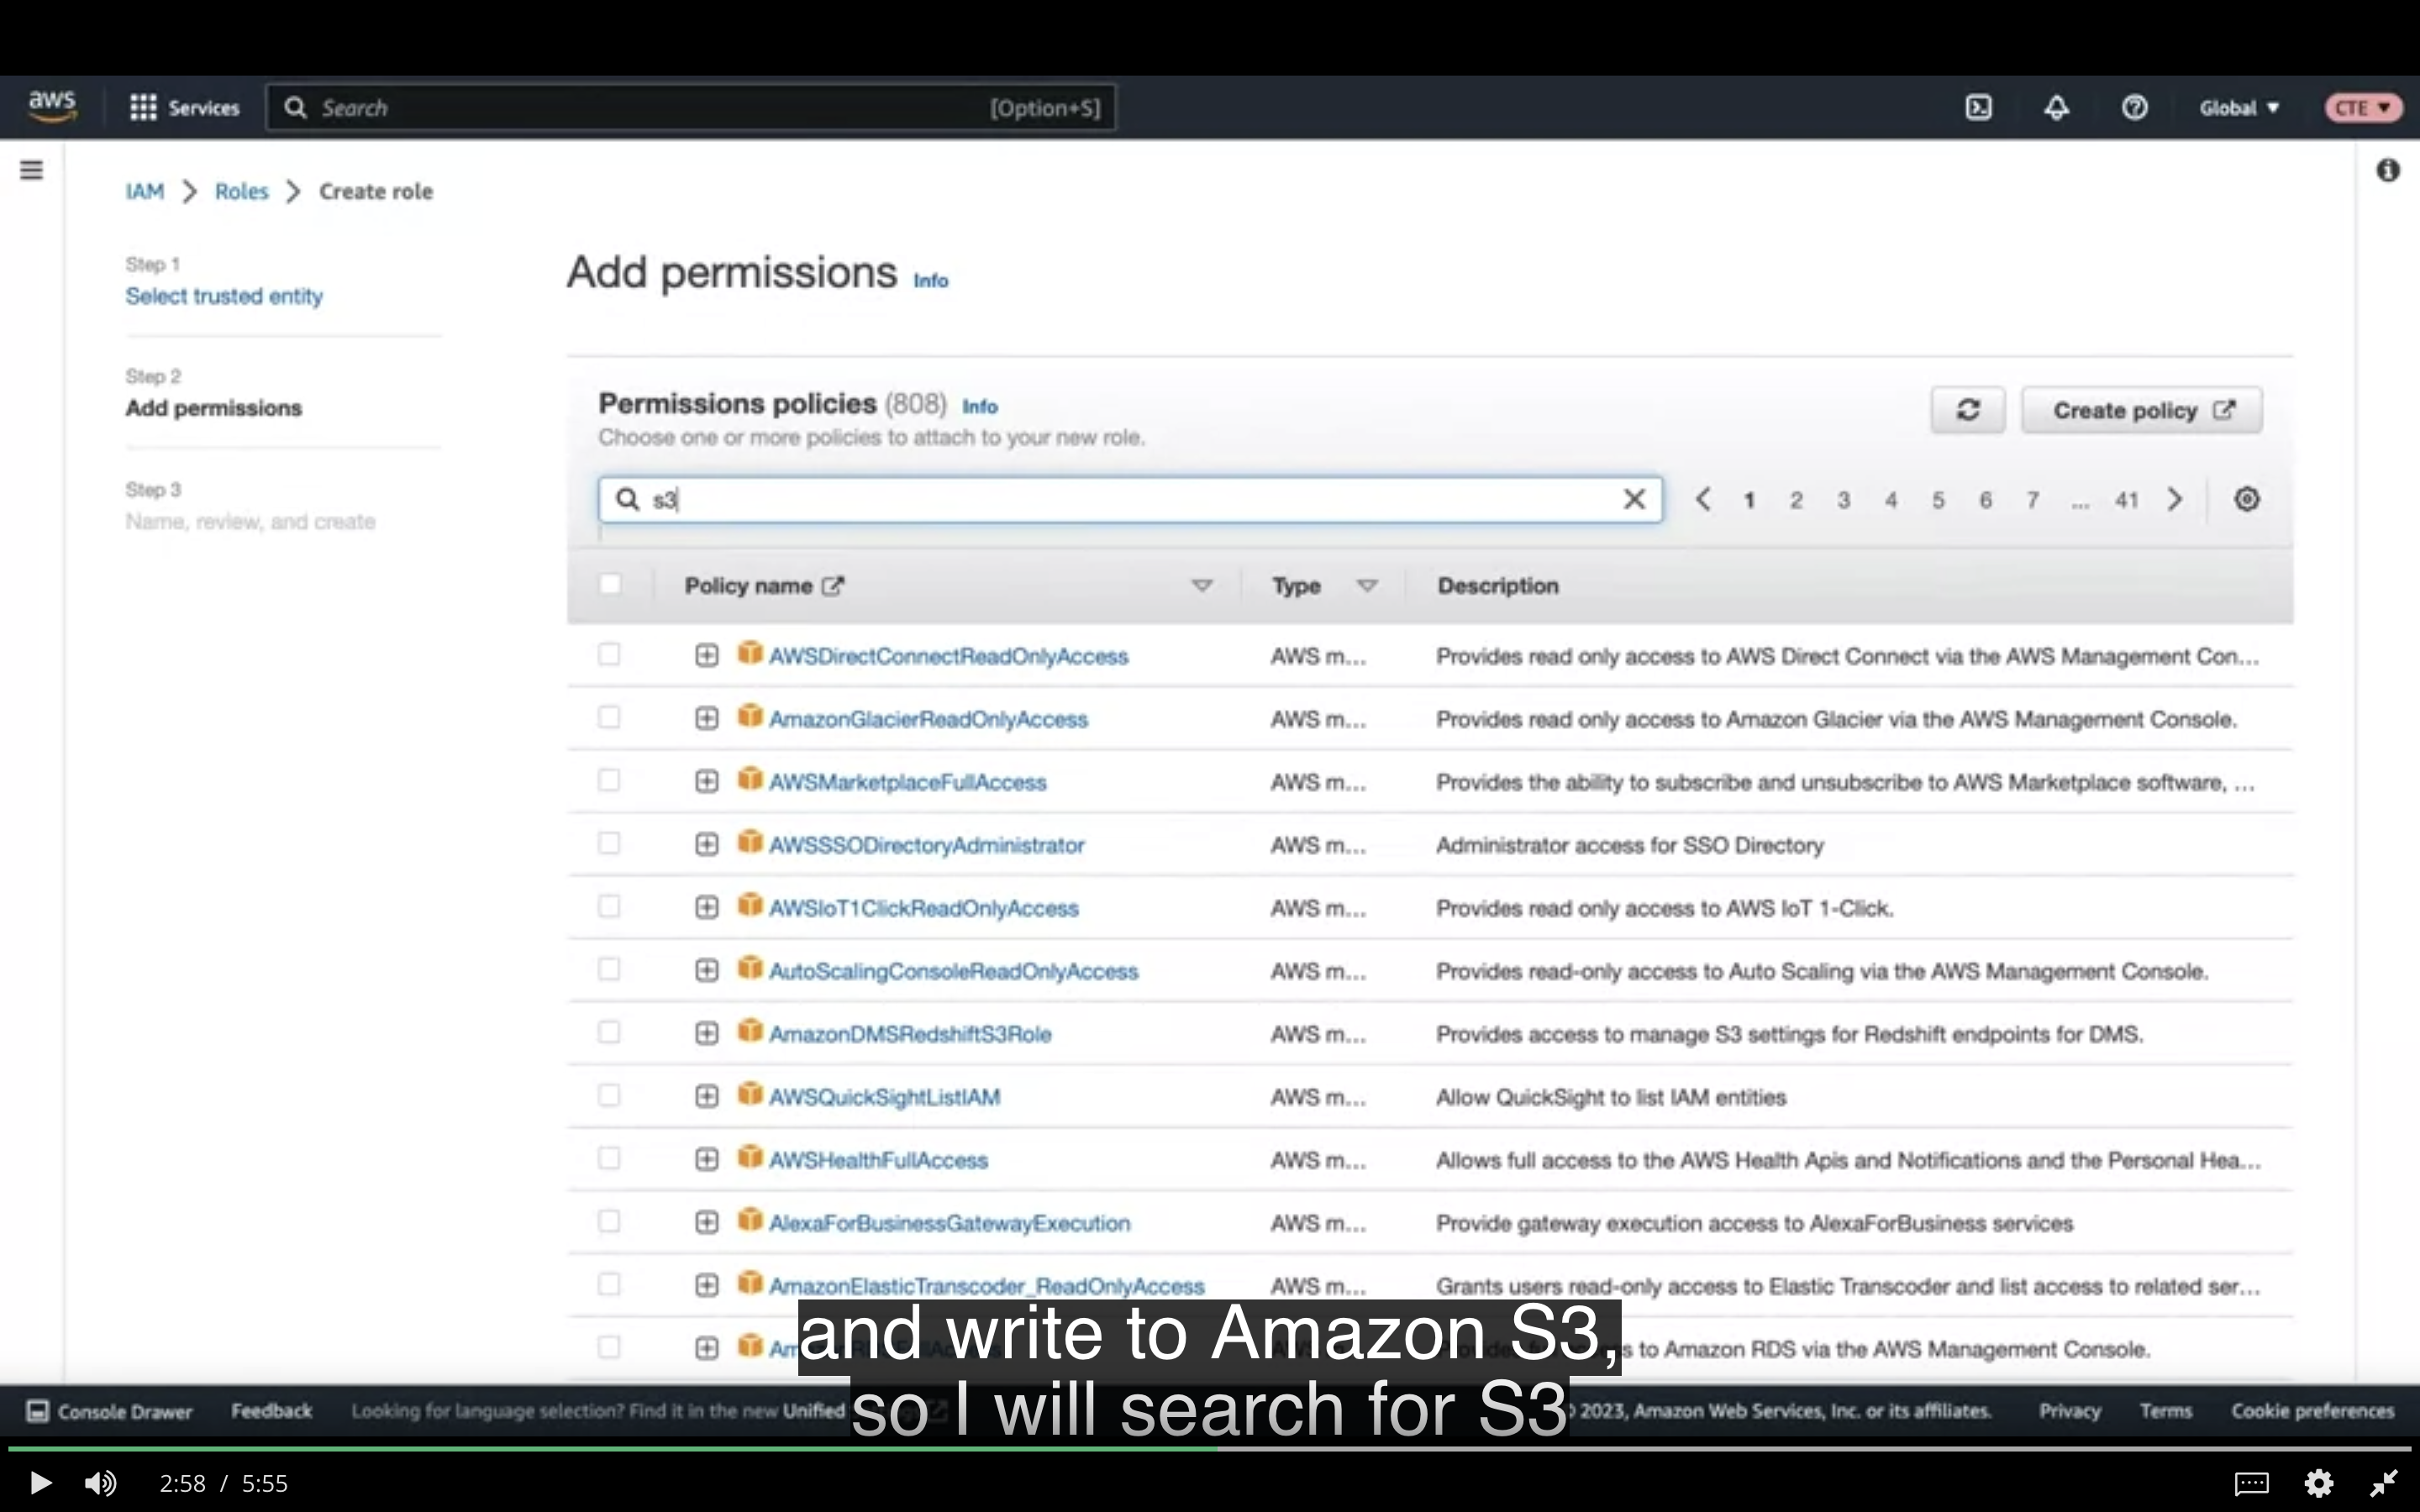 aws
Services
Search [Option+S]
Global
CTE
IAM > Roles > Create role
Step 1
Select trusted entity
Step 2
Add permissions
Step 3
Name, review, and create
Add permissions Info
Permissions policies (808) Info
Choose one or more policies to attach to your new role.
Create policy
s3
1 2 3 4 5 6 7 ... 41
Policy name Type Description
AWSDirectConnectReadOnlyAccess AWS m... Provides read only access to AWS Direct Connect via the AWS Management Con...
AmazonGlacierReadOnlyAccess AWS m... Provides read only access to Amazon Glacier via the AWS Management Console.
AWSMarketplaceFullAccess AWS m... Provides the ability to subscribe and unsubscribe to AWS Marketplace software, ...
AWSSSODirectoryAdministrator AWS m... Administrator access for SSO Directory
AWSIoT1ClickReadOnlyAccess AWS m... Provides read only access to AWS IoT 1-Click.
AutoScalingConsoleReadOnlyAccess AWS m... Provides read-only access to Auto Scaling via the AWS Management Console.
AmazonDMSRedshiftS3Role AWS m... Provides access to manage S3 settings for Redshift endpoints for DMS.
AWSQuickSightListIAM AWS m... Allow QuickSight to list IAM entities
AWSHealthFullAccess AWS m... Allows full access to the AWS Health Apis and Notifications and the Personal Hea...
AlexaForBusinessGatewayExecution AWS m... Provide gateway execution access to AlexaForBusiness services
AmazonElasticTranscoder_ReadOnlyAccess AWS m... Grants users read-only access to Elastic Transcoder and list access to related ser...
to Amazon RDS via the AWS Management Console.
and write to Amazon S3,
so I will search for S3
Console Drawer Feedback Looking for language selection? Find it in the new Unified 2023, Amazon Web Services, Inc. or its affiliates. Privacy Terms Cookie preferences
2:58 / 5:55